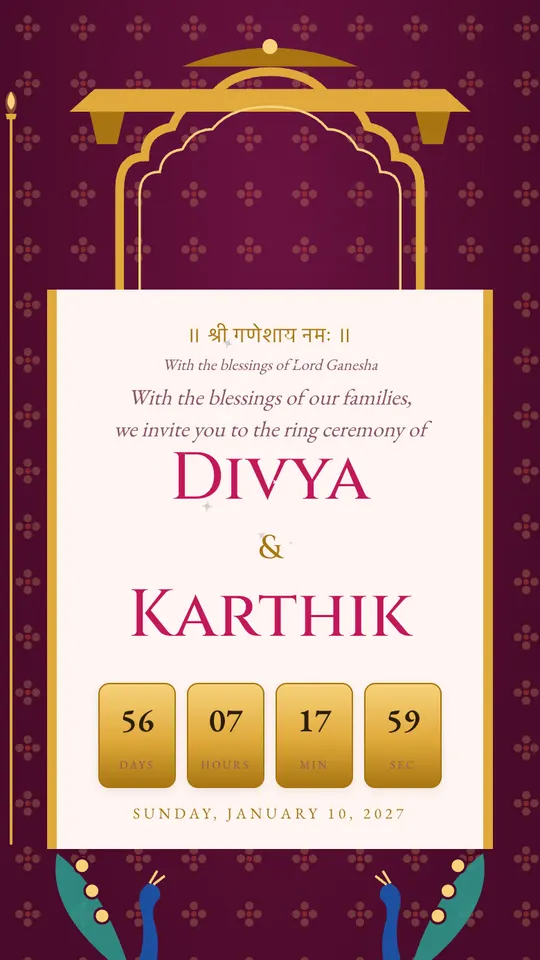 ॥ श्री गणेशाय नमः ॥
With the blessings of Lord Ganesha
With the blessings of our families,
we invite you to the ring ceremony of
Divya
&
Karthik
56 07 17 59
DAYS HOURS MIN SEC
SUNDAY, JANUARY 10, 2027